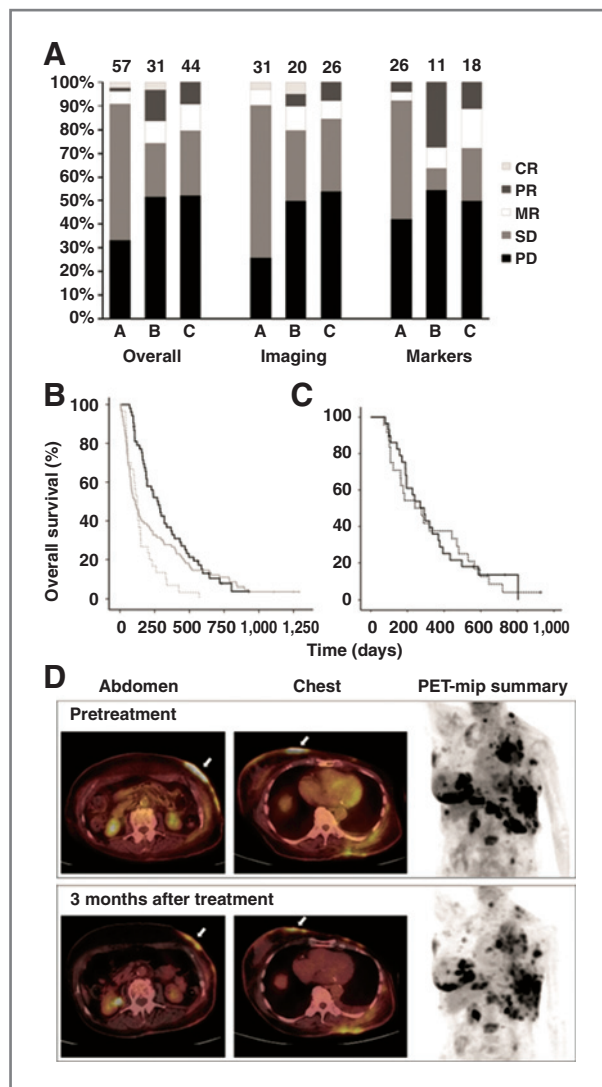 A
57 31 44 31 20 26 26 11 18
100%
90%
80%
70%
60%
50%
40%
30%
20%
10%
0%
CR
PR
MR
SD
PD
A B C A B C A B C
Overall Imaging Markers
B
C
Overall survival (%)
100
80
60
40
20
0
0 250 500 750 1,000 1,250
100
80
60
40
20
0
0 200 400 600 800 1,000
Time (days)
D
Abdomen Chest PET-mip summary
Pretreatment
3 months after treatment